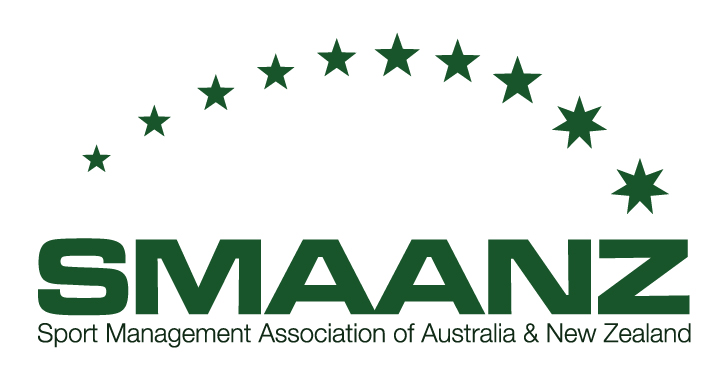 SMAANZ
Sport Management Association of Australia & New Zealand